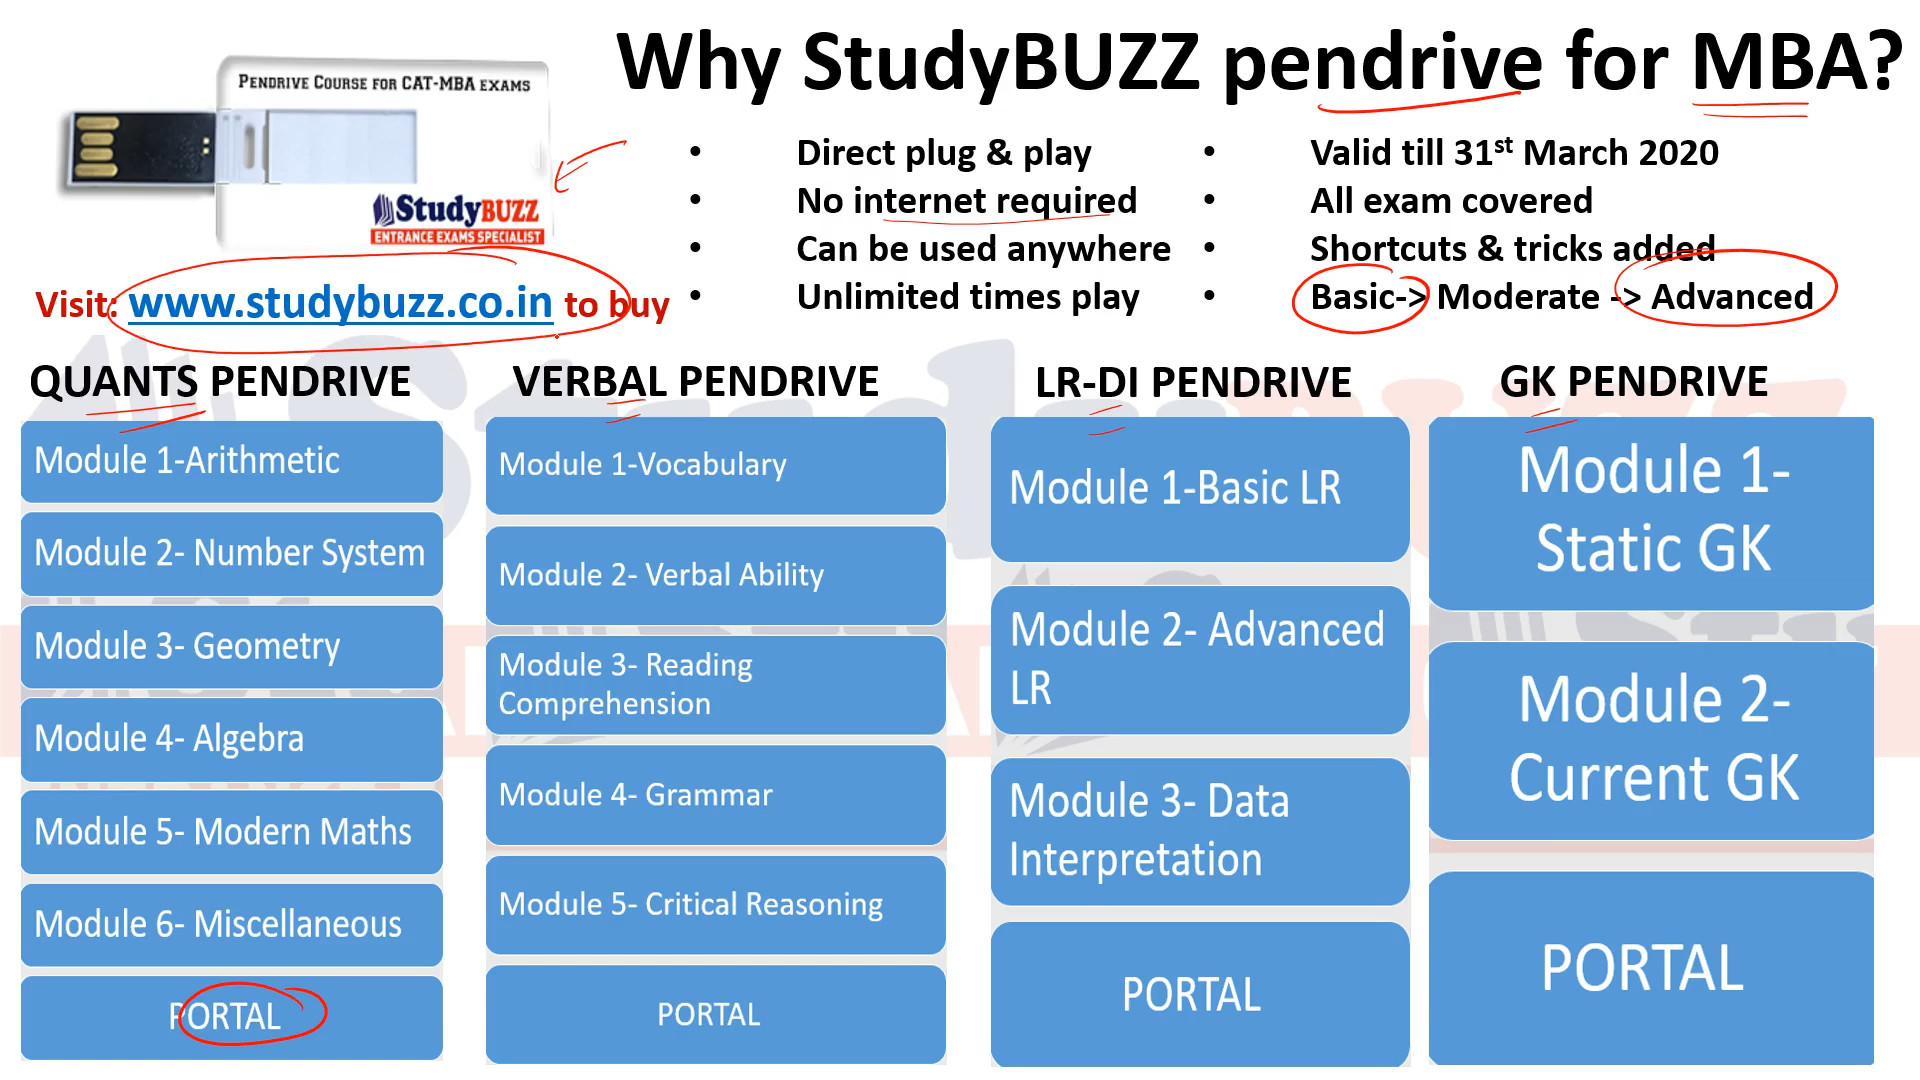 Why StudyBUZZ pendrive for MBA?
PENDRIVE COURSE FOR CAT-MBA EXAMS
StudyBUZZ
ENTRANCE EXAMS SPECIALIST
Visit: www.studybuzz.co.in to buy
• Direct plug & play
• No internet required
• Can be used anywhere
• Unlimited times play
• Valid till 31st March 2020
• All exam covered
• Shortcuts & tricks added
• Basic-> Moderate -> Advanced
QUANTS PENDRIVE
Module 1-Arithmetic
Module 2- Number System
Module 3- Geometry
Module 4- Algebra
Module 5- Modern Maths
Module 6- Miscellaneous
PORTAL
VERBAL PENDRIVE
Module 1-Vocabulary
Module 2- Verbal Ability
Module 3- Reading
Comprehension
Module 4- Grammar
Module 5- Critical Reasoning
PORTAL
LR-DI PENDRIVE
Module 1-Basic LR
Module 2- Advanced
LR
Module 3- Data
Interpretation
PORTAL
GK PENDRIVE
Module 1-
Static GK
Module 2-
Current GK
PORTAL